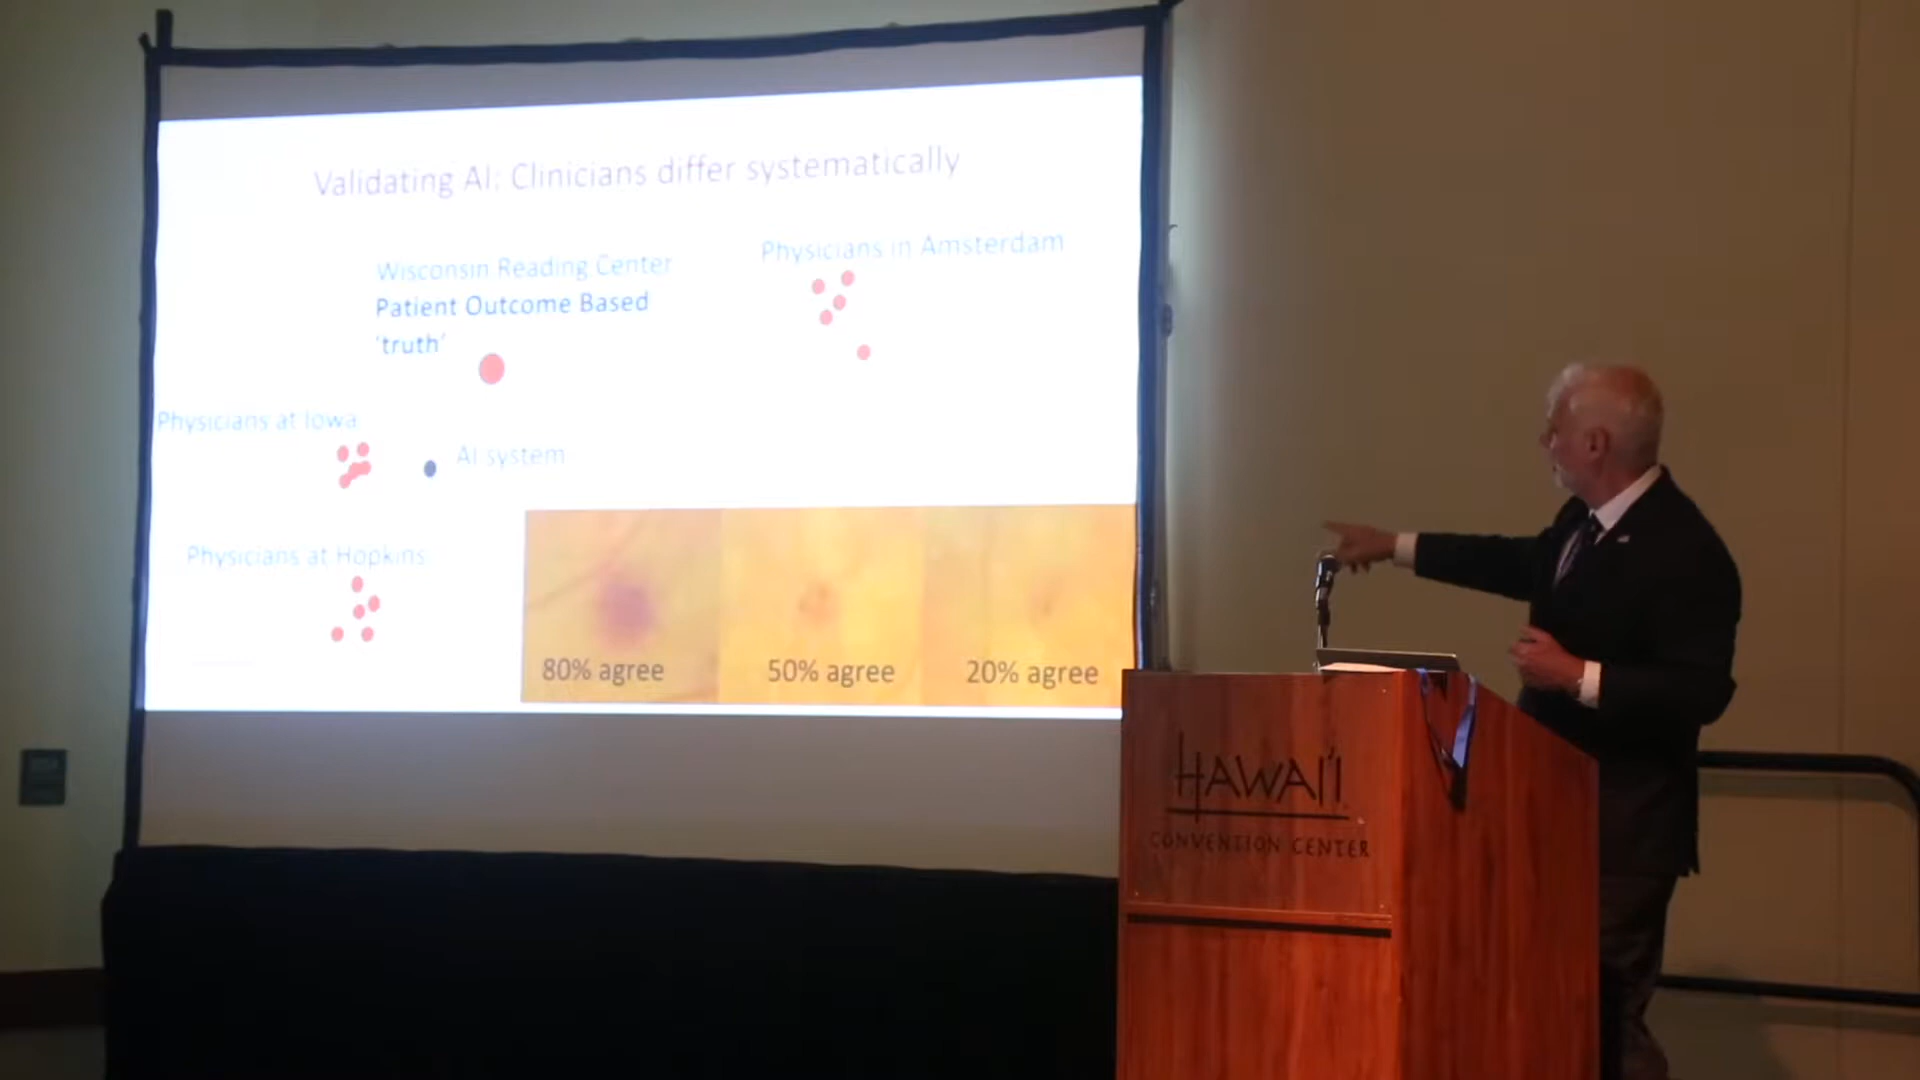 Validating AI: Clinicians differ systematically
Wisconsin Reading Center
Patient Outcome Based
'truth'
Physicians in Amsterdam
Physicians at Iowa
AI system
Physicians at Hopkins
80% agree
50% agree
20% agree
HAWAI'I
CONVENTION CENTER